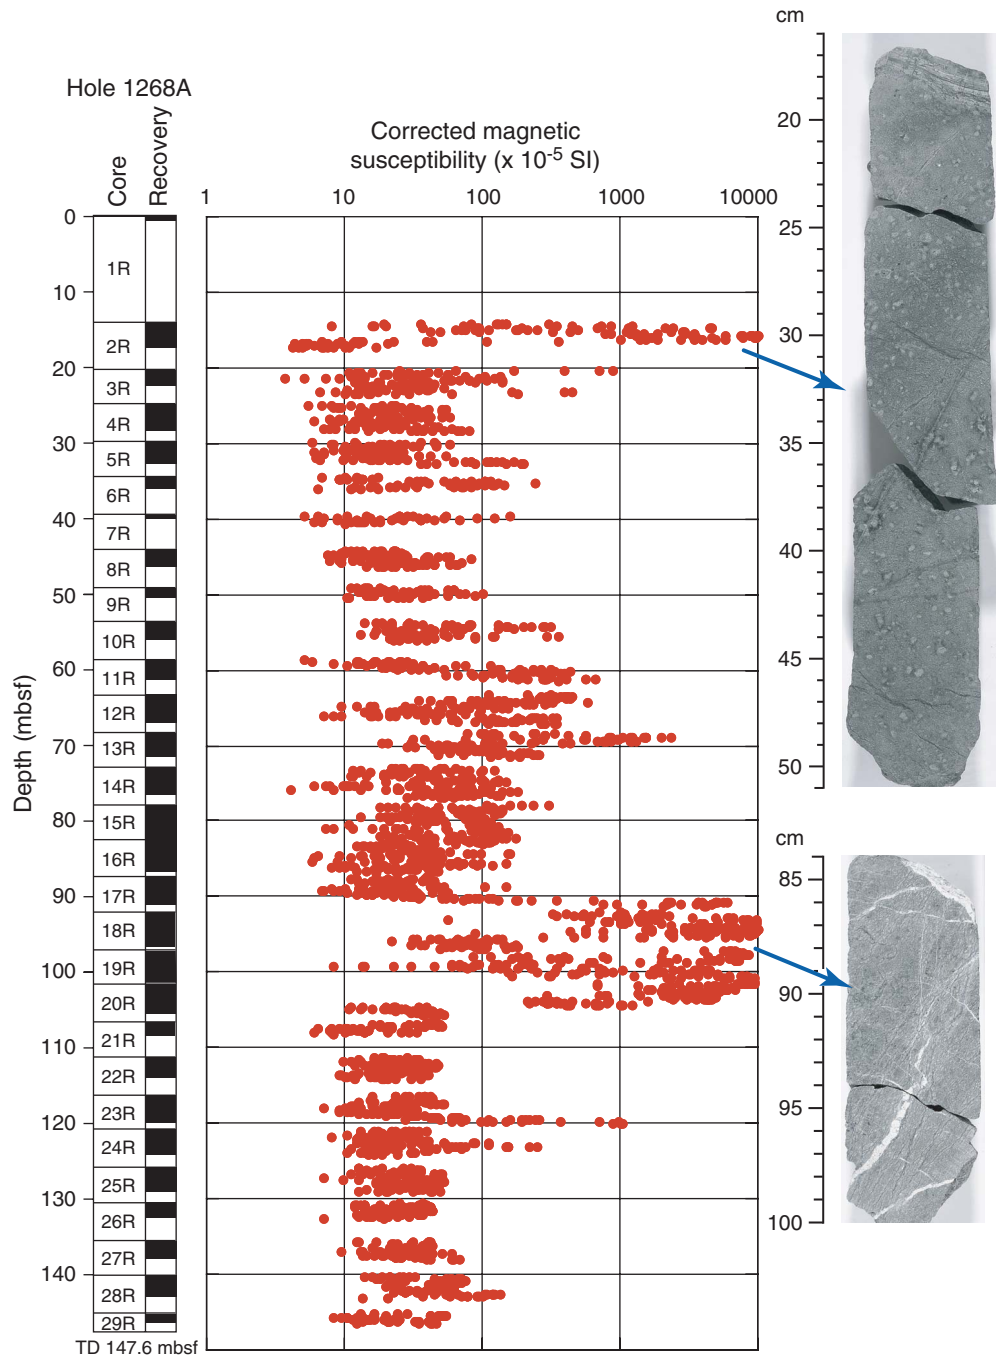 Hole 1268A
Core
Recovery
Corrected magnetic
susceptibility (x 10-5 SI)
1 10 100 1000 10000
Depth (mbsf)
0
10
20
30
40
50
60
70
80
90
100
110
120
130
140
1R
2R
3R
4R
5R
6R
7R
8R
9R
10R
11R
12R
13R
14R
15R
16R
17R
18R
19R
20R
21R
22R
23R
24R
25R
26R
27R
28R
29R
TD 147.6 mbsf
cm
20
25
30
35
40
45
50
cm
85
90
95
100